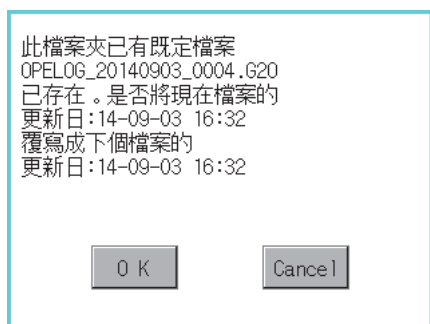 此檔案夾已有既定檔案
OPELOG_20140903_0004.G20
已存在。是否將現在檔案的
更新日:14-09-03 16:32
覆寫成下個檔案的
更新日:14-09-03 16:32
OK
Cancel